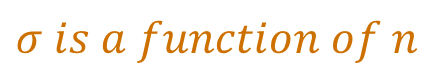 σ is a function of n